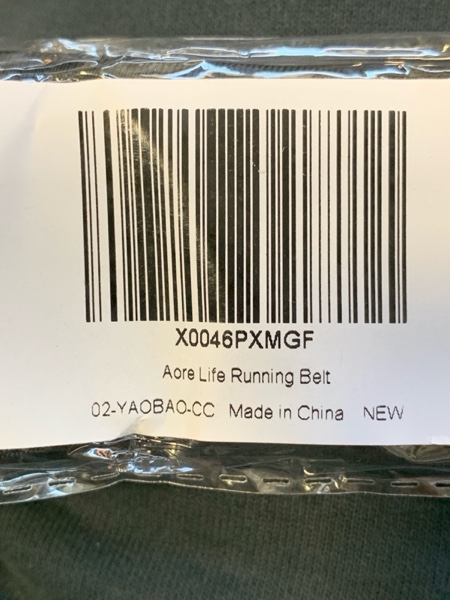 X0046PXMGF
Aore Life Running Belt
02-YAOBAO-CC Made in China NEW